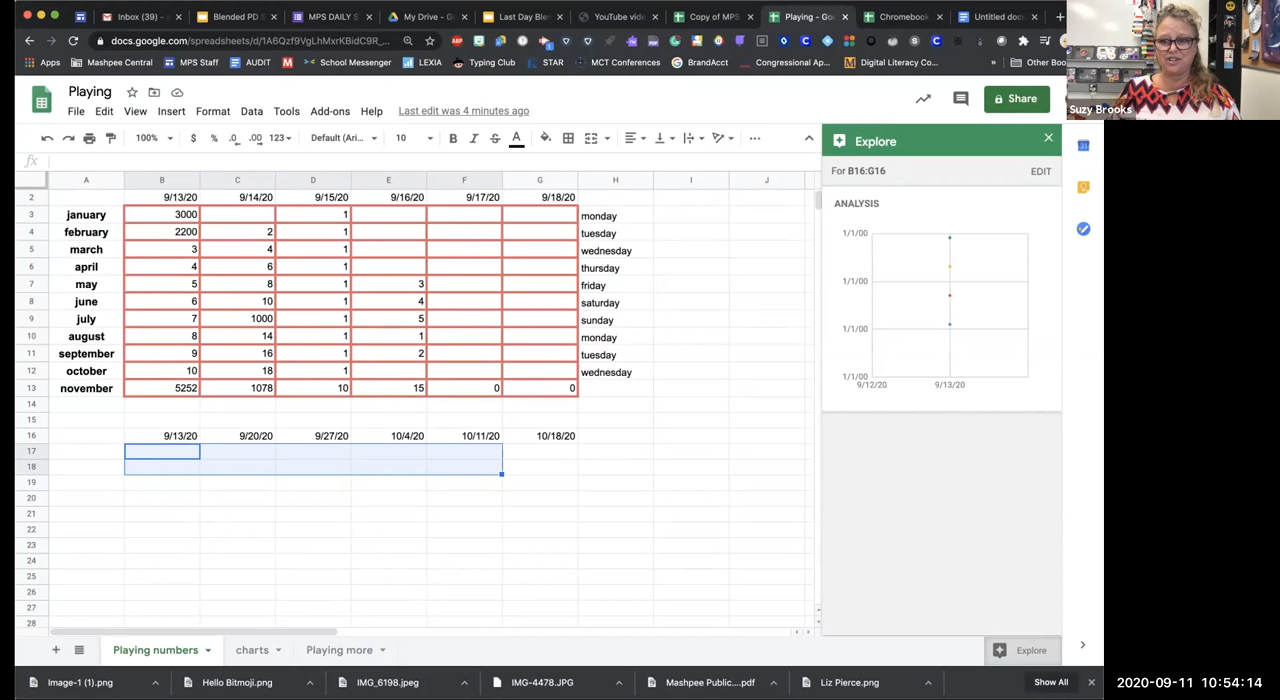 Inbox (39) -
Blended PD S
MPS DAILY S
My Drive - G
Last Day Ble
YouTube vid
Copy of MPS
Playing - Go
Chromebook
Untitled doc
docs.google.com/spreadsheets/d/1A6Qzf9VgLhMxrKBidC9R_...
Apps
Mashpee Central
MPS Staff
AUDIT
School Messenger
LEXIA
Typing Club
STAR
MCT Conferences
BrandAcct
Congressional Ap...
Digital Literacy Co...
»
Other Boo
Suzy Brooks
Playing
File Edit View Insert Format Data Tools Add-ons Help Last edit was 4 minutes ago
Share
100% $ % .0 .00 123 Default (Ari... 10 B I S A
fx
Explore
For B16:G16 EDIT
ANALYSIS
1/1/00
1/1/00
1/1/00
1/1/00
9/12/20 9/13/20
A B C D E F G H I J
2 9/13/20 9/14/20 9/15/20 9/16/20 9/17/20 9/18/20
3 january 3000 1 monday
4 february 2200 2 1 tuesday
5 march 3 4 1 wednesday
6 april 4 6 1 thursday
7 may 5 8 1 3 friday
8 june 6 10 1 4 saturday
9 july 7 1000 1 5 sunday
10 august 8 14 1 1 monday
11 september 9 16 1 2 tuesday
12 october 10 18 1 wednesday
13 november 5252 1078 10 15 0 0
14
15
16 9/13/20 9/20/20 9/27/20 10/4/20 10/11/20 10/18/20
17
18
19
20
21
22
23
24
25
26
27
28
+ Playing numbers charts Playing more
Explore
Image-1 (1).png
Hello Bitmoji.png
IMG_6198.jpeg
IMG-4478.JPG
Mashpee Public....pdf
Liz Pierce.png
Show All
2020-09-11 10:54:14